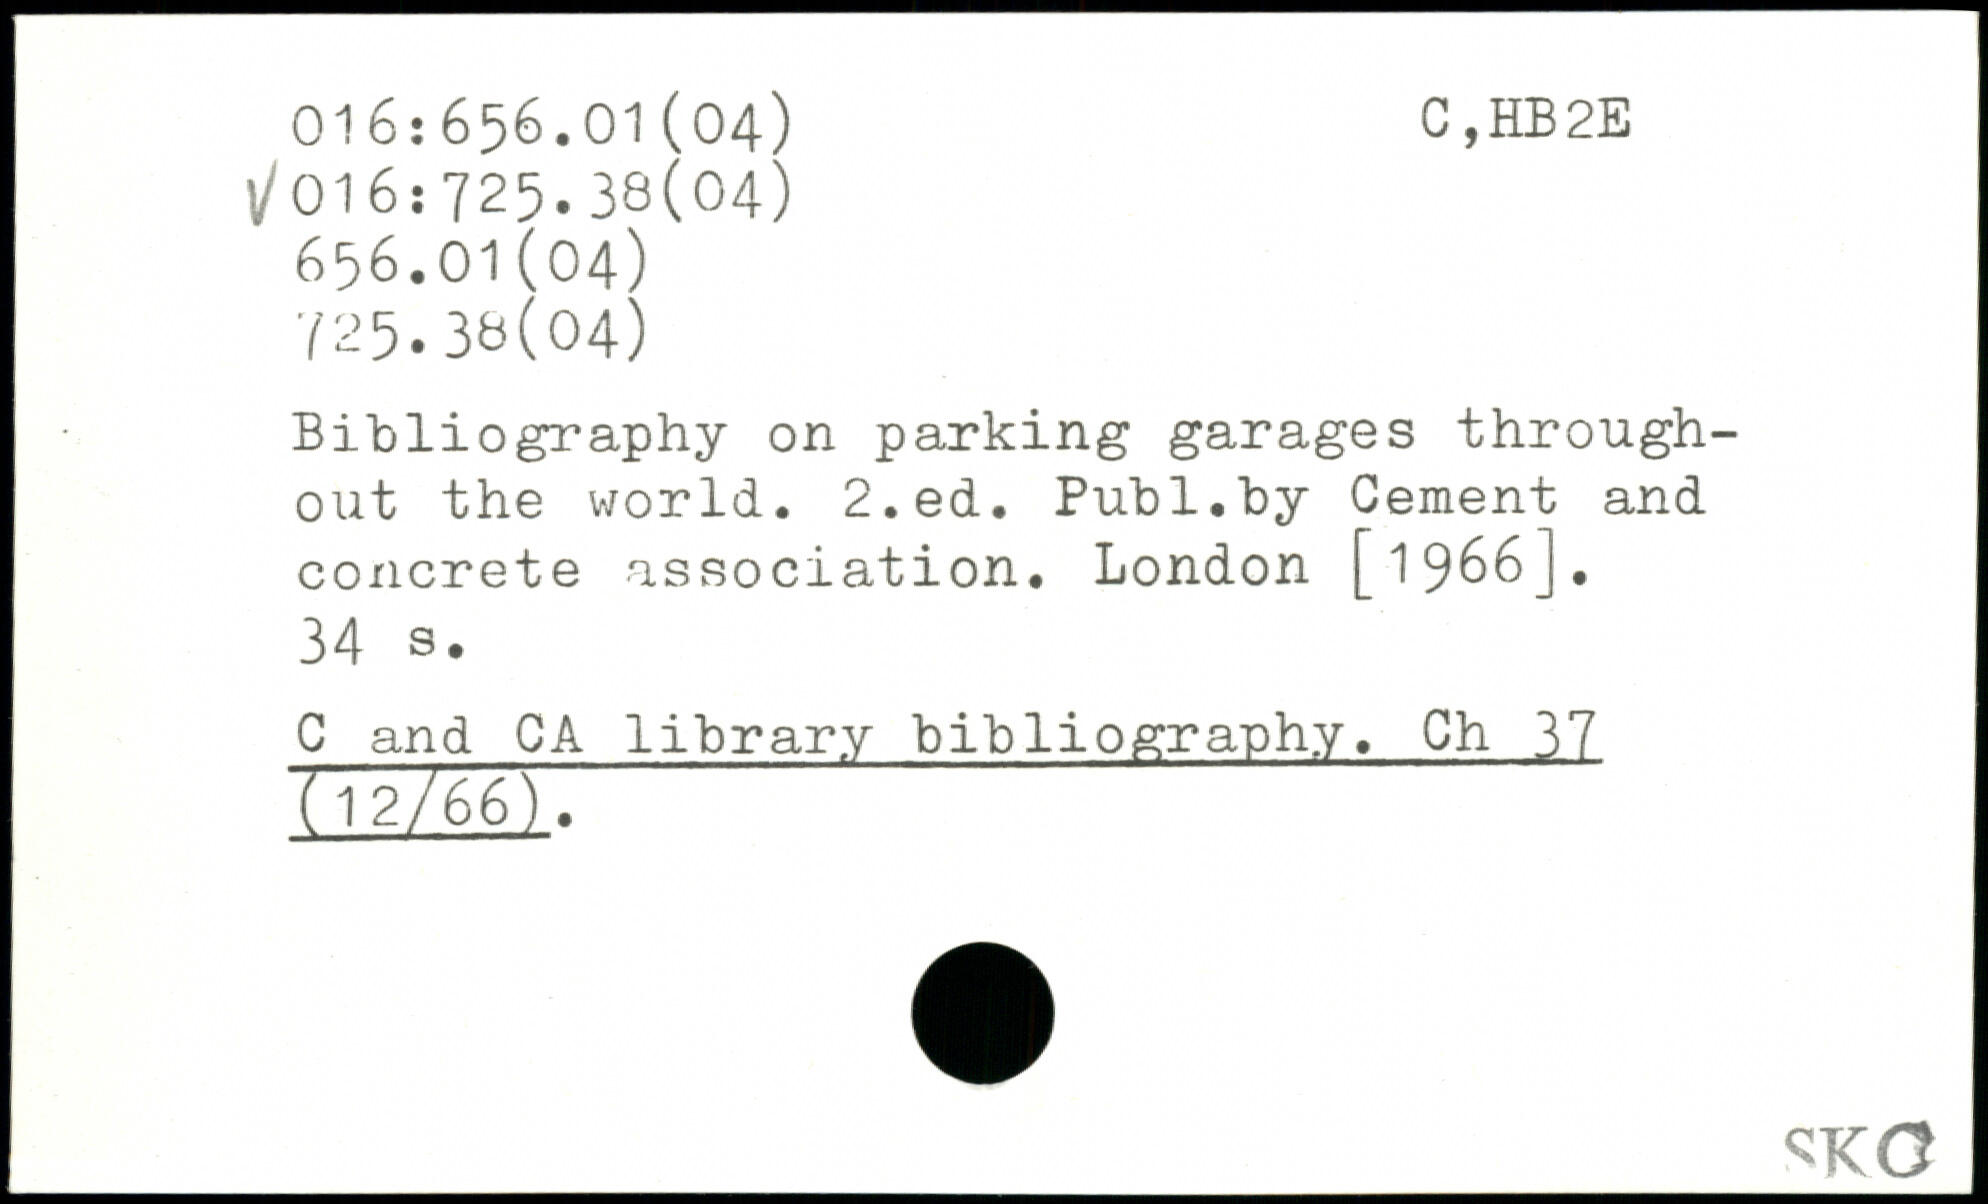 016:656.01(04) C,HB2E
√016:725.38(04)
656.01(04)
725.38(04)
Bibliography on parking garages through-
out the world. 2.ed. Publ.by Cement and
concrete association. London [1966].
34 s.
C and CA library bibliography. Ch 37
(12/66).
SKC